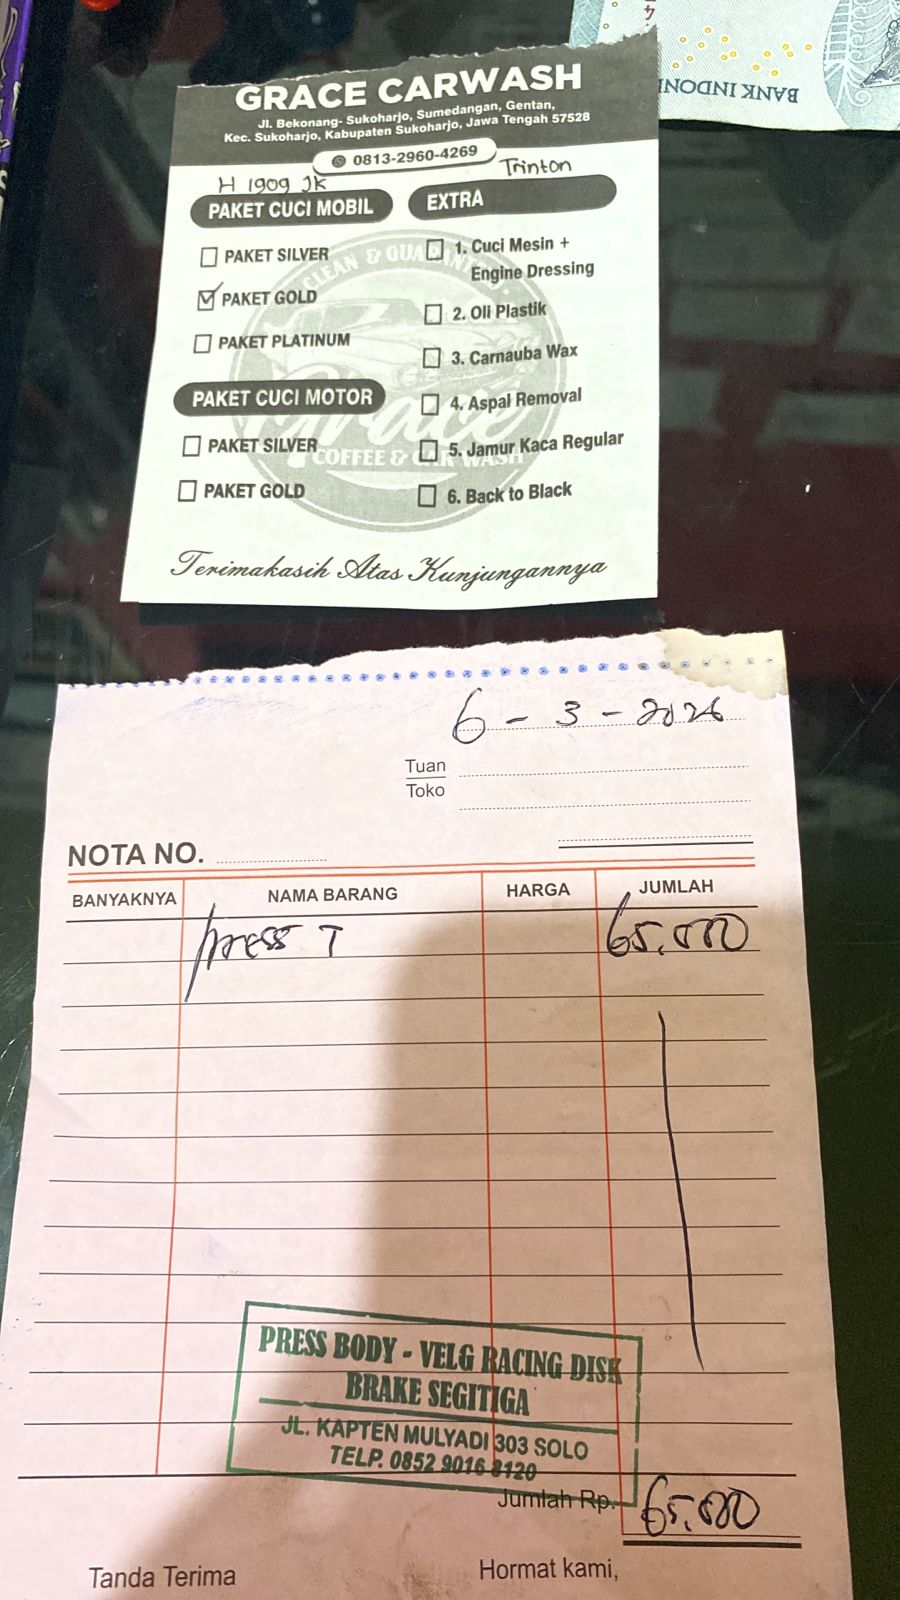 BANK INDONE
GRACE CARWASH
Jl. Bekonang- Sukoharjo, Sumedangan, Gentan,
Kec. Sukoharjo, Kabupaten Sukoharjo, Jawa Tengah 57528
0813-2960-4269
H 1909 JK
Trinton
PAKET CUCI MOBIL
PAKET SILVER
PAKET GOLD
PAKET PLATINUM
PAKET CUCI MOTOR
PAKET SILVER
PAKET GOLD
EXTRA
1. Cuci Mesin +
Engine Dressing
2. Oli Plastik
3. Carnauba Wax
4. Aspal Removal
5. Jamur Kaca Regular
6. Back to Black
Grace
COFFEE & CAR WASH
Terimakasih Atas Kunjungannya
6 - 3 - 2026
Tuan
Toko
NOTA NO.
BANYAKNYA NAMA BARANG HARGA JUMLAH
press T 65.000
PRESS BODY - VELG RACING DISK
BRAKE SEGITIGA
JL. KAPTEN MULYADI 303 SOLO
TELP. 0852 9016 8120
Jumlah Rp. 65.000
Tanda Terima Hormat kami,